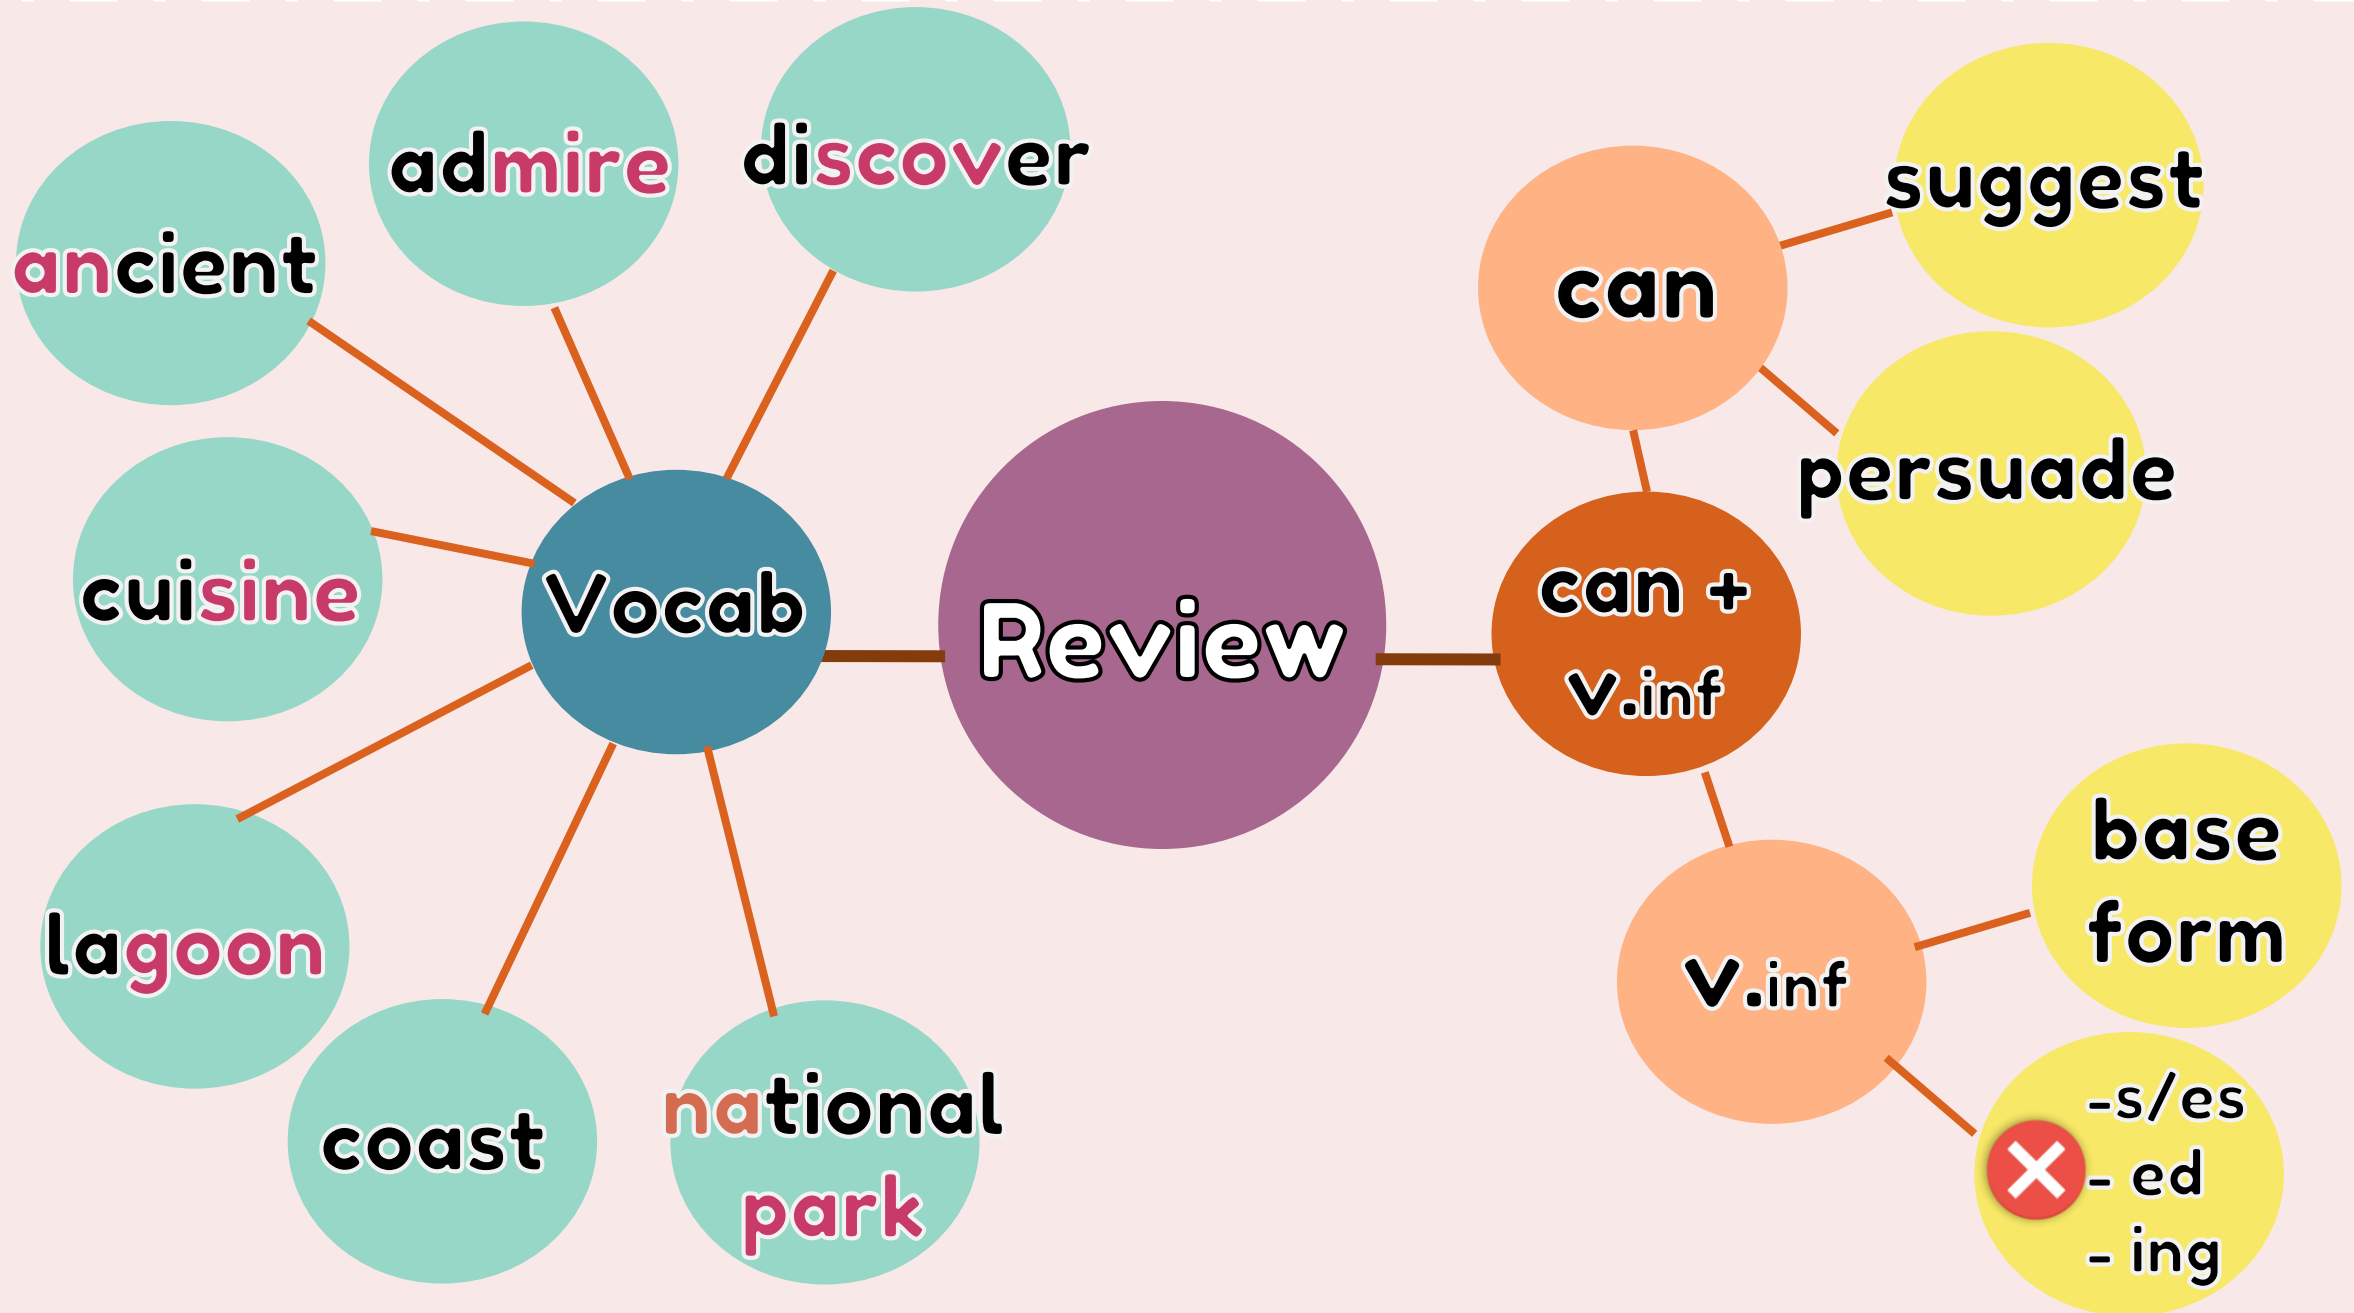 Review
Vocab
ancient
admire
discover
cuisine
lagoon
coast
national
park
can +
V.inf
can
suggest
persuade
V.inf
base
form
-s/es
- ed
- ing